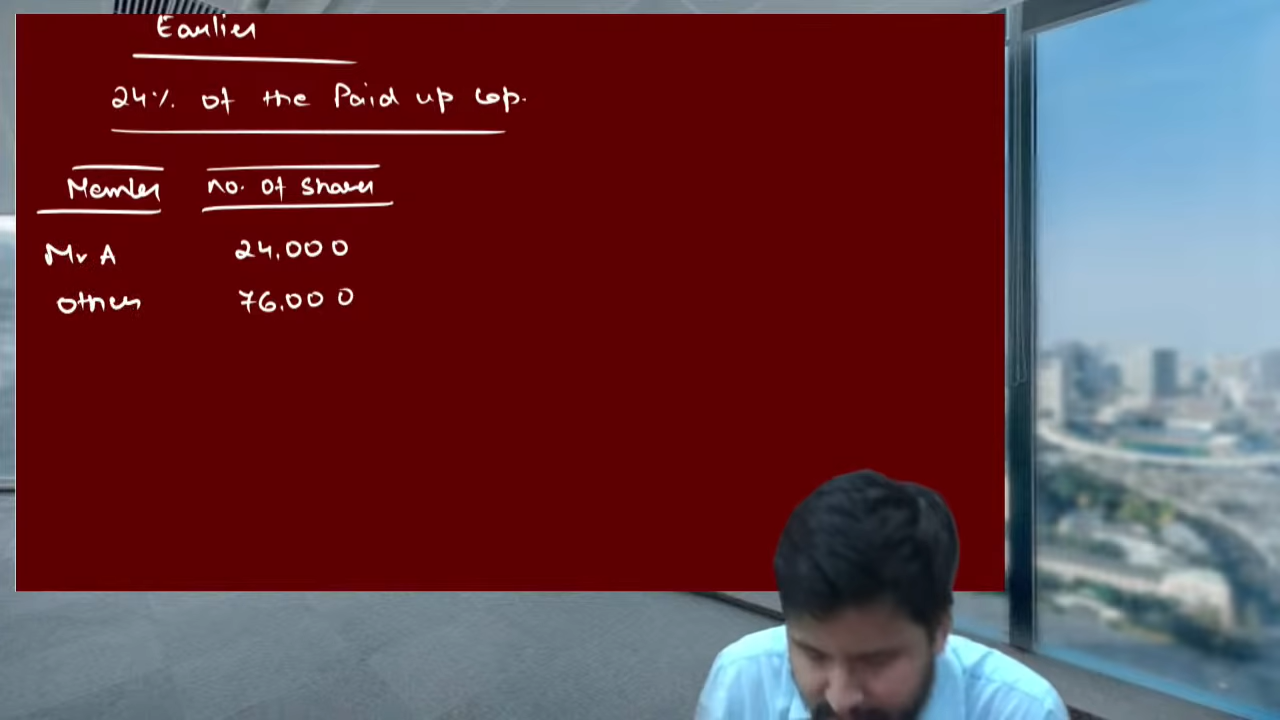 Earlier
24% of the Paid up cap.
Member no. of shares
Mr A 24,000
others 76,000